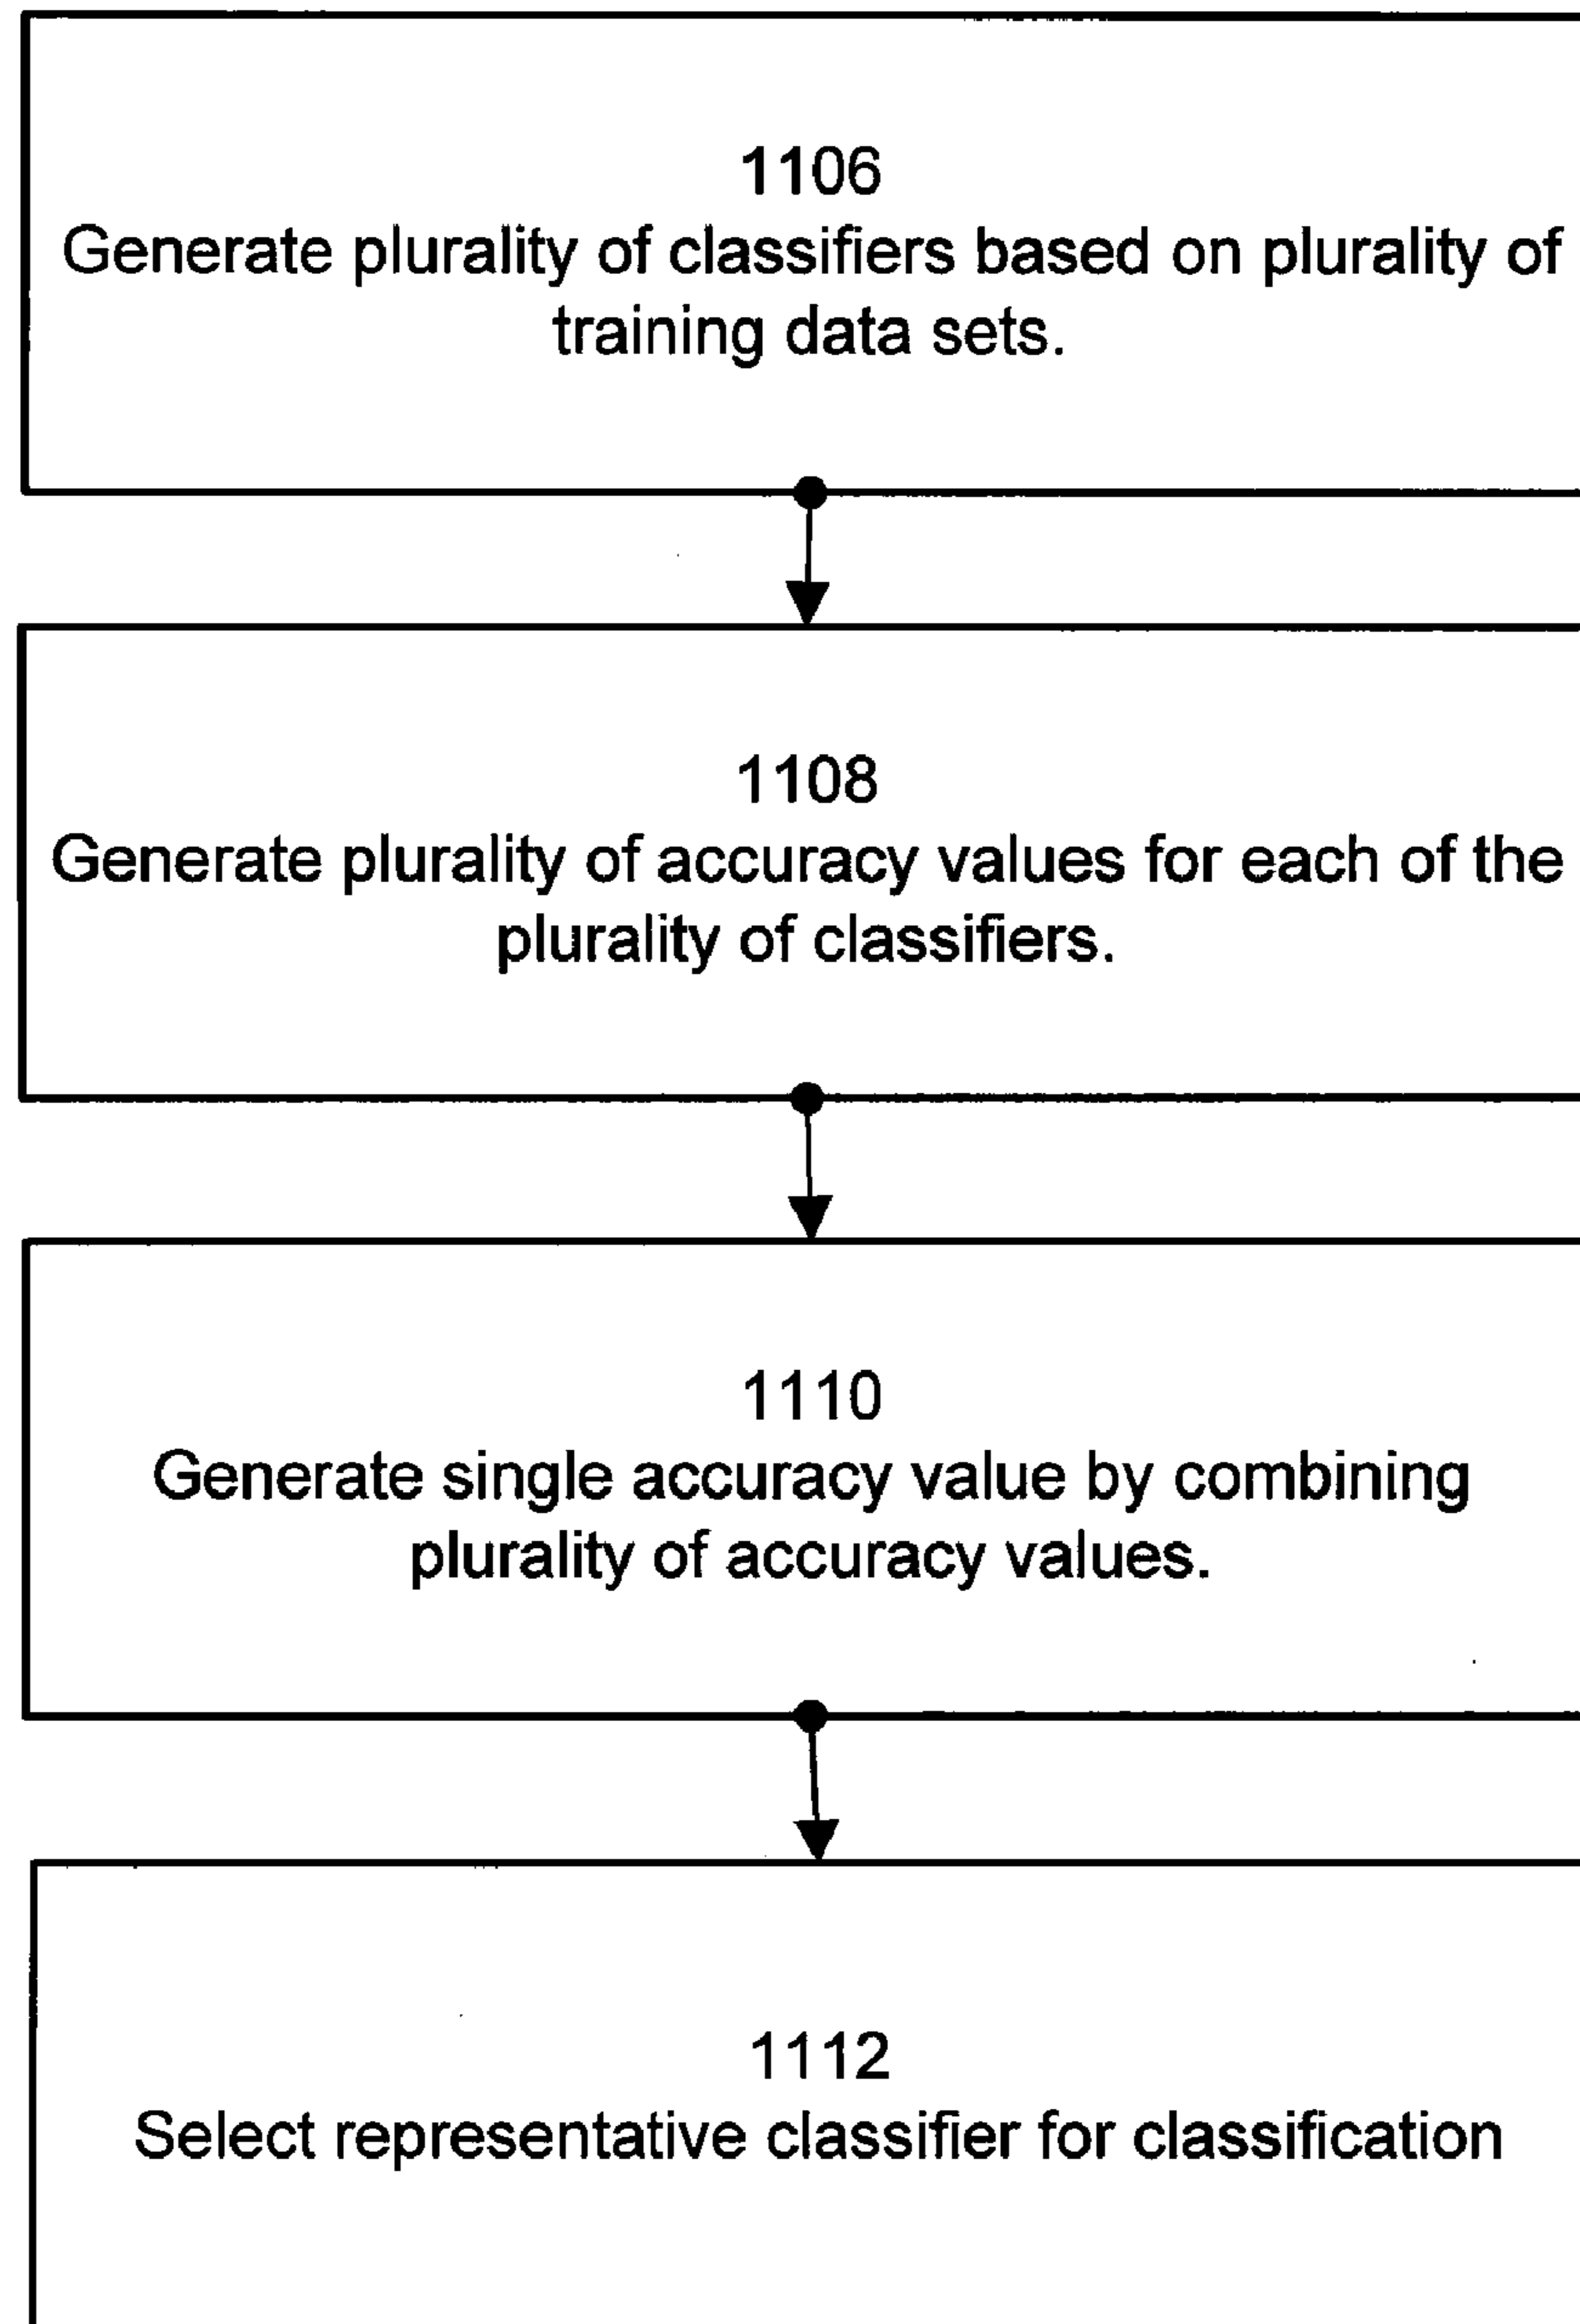 1106
Generate plurality of classifiers based on plurality of
training data sets.
1108
Generate plurality of accuracy values for each of the
plurality of classifiers.
1110
Generate single accuracy value by combining
plurality of accuracy values.
1112
Select representative classifier for classification